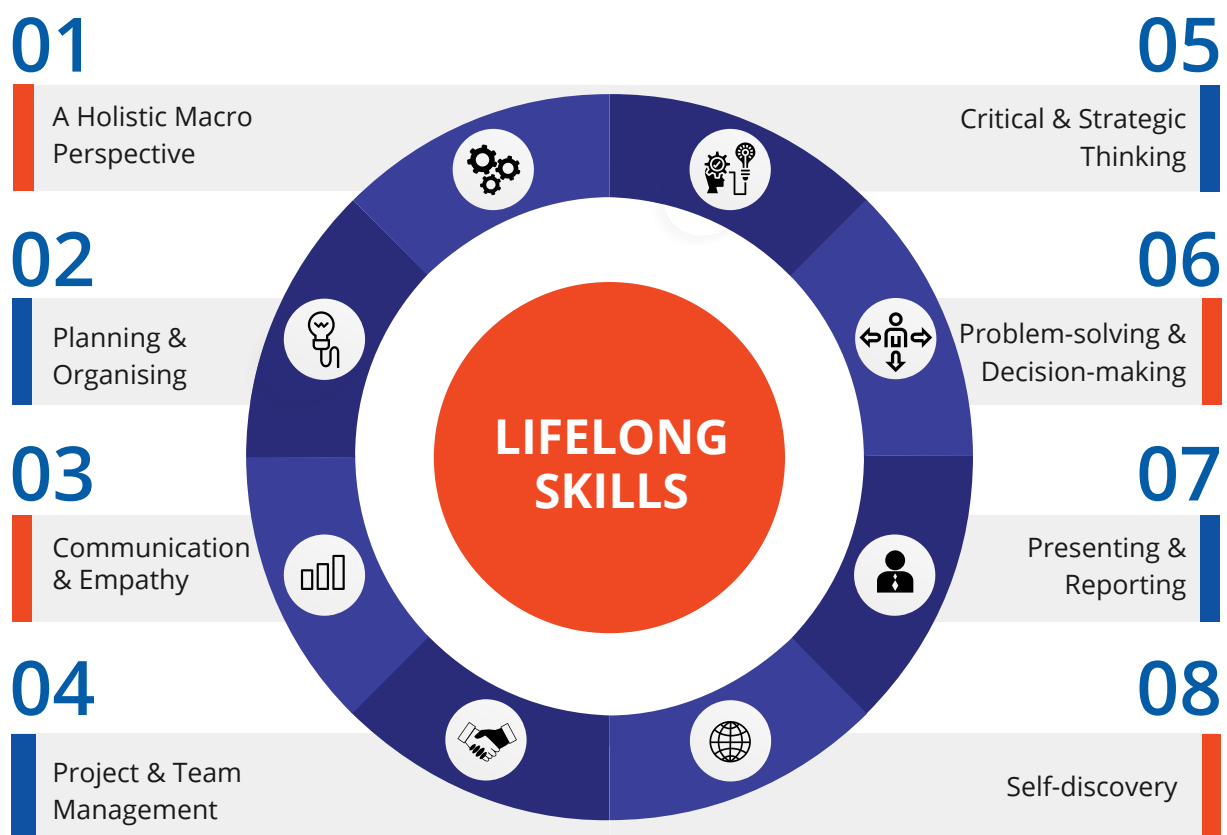 01
A Holistic Macro
Perspective
02
Planning &
Organising
03
Communication
& Empathy
04
Project & Team
Management
LIFELONG
SKILLS
05
Critical & Strategic
Thinking
06
Problem-solving &
Decision-making
07
Presenting &
Reporting
08
Self-discovery